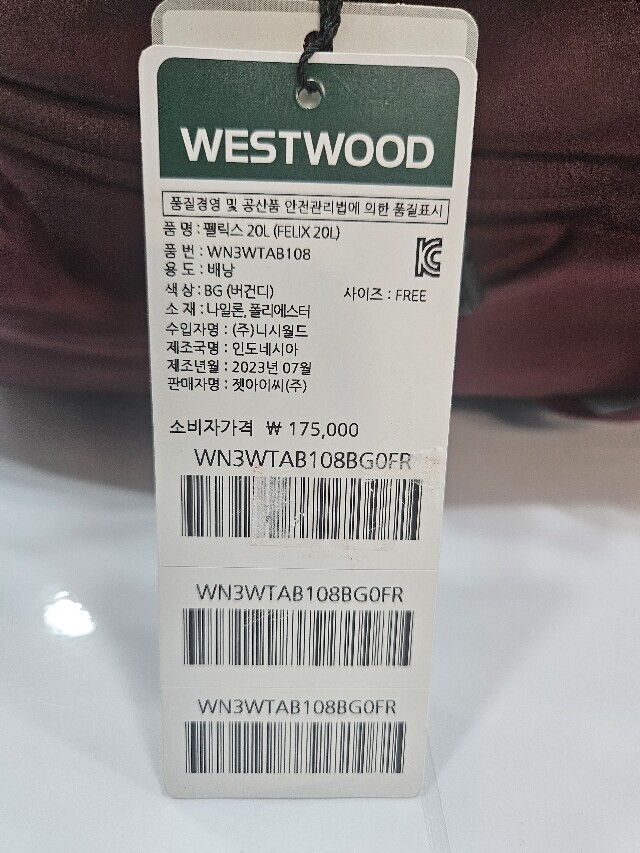 WESTWOOD
품질경영 및 공산품 안전관리법에 의한 품질표시
품 명 : 펠릭스 20L (FELIX 20L)
품 번 : WN3WTAB108
용 도 : 배낭
색 상 : BG (버건디) 사이즈 : FREE
소 재 : 나일론, 폴리에스터
수입자명 : (주)니시월드
제조국명 : 인도네시아
제조년월 : 2023년 07월
판매자명 : 젯아이씨(주)
소비자가격 ₩ 175,000
WN3WTAB108BG0FR
WN3WTAB108BG0FR
WN3WTAB108BG0FR